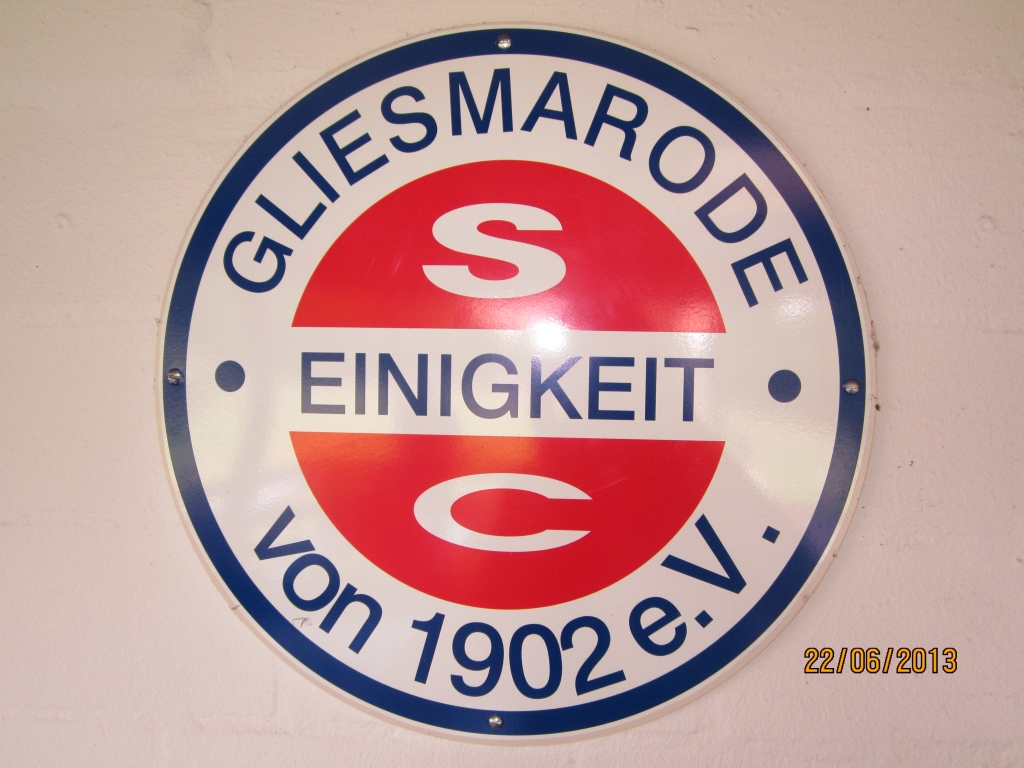 GLIESMARODE
S
EINIGKEIT
C
von 1902 e.V.
22/06/2013